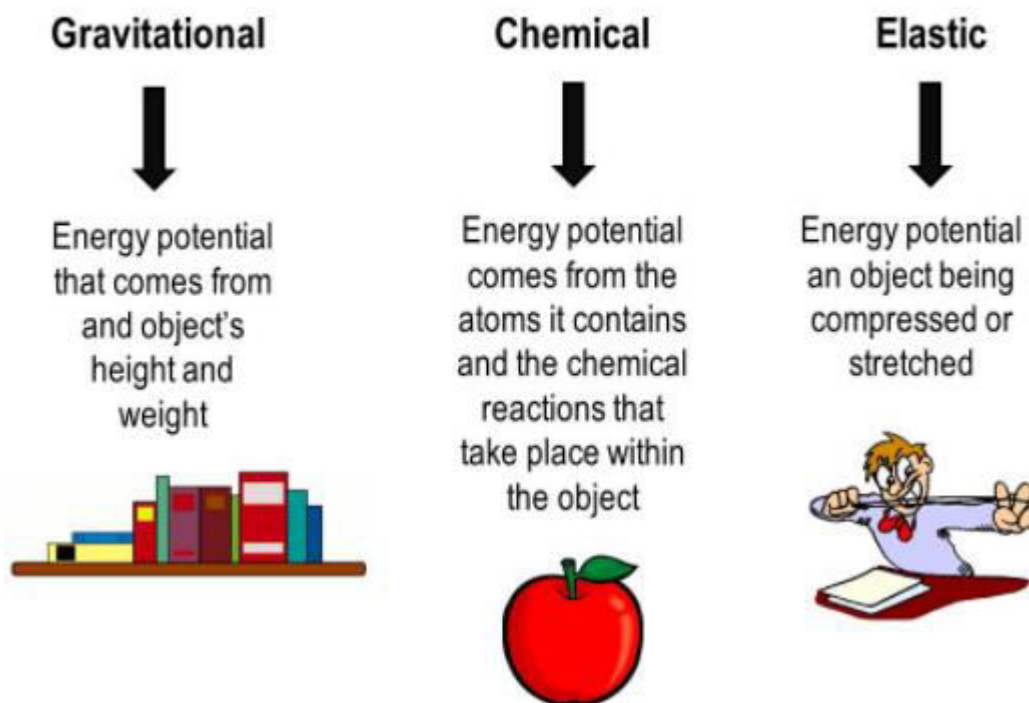 Gravitational
Energy potential
that comes from
and object's
height and
weight
Chemical
Energy potential
comes from the
atoms it contains
and the chemical
reactions that
take place within
the object
Elastic
Energy potential
an object being
compressed or
stretched